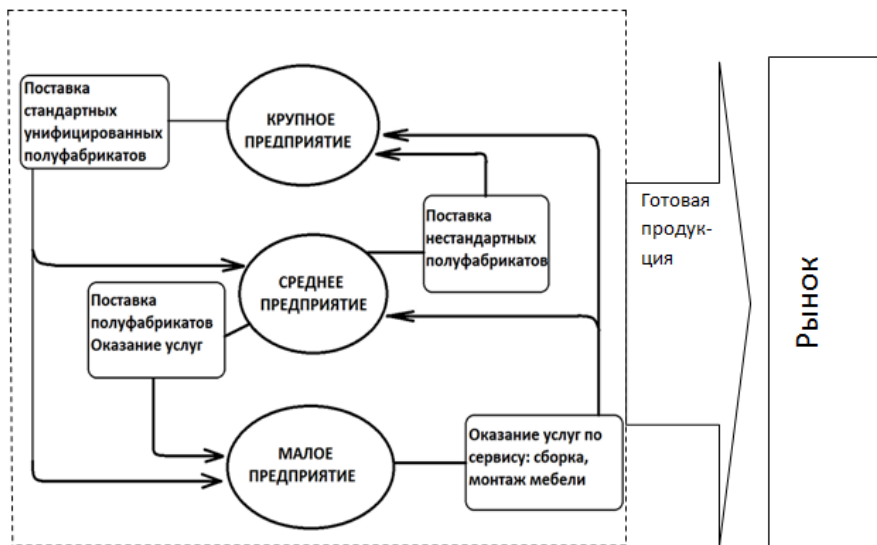 Поставка
стандартных
унифицированных
полуфабрикатов
КРУПНОЕ
ПРЕДПРИЯТИЕ
Поставка
нестандартных
полуфабрикатов
Готовая
продук-
ция
Рынок
СРЕДНЕЕ
ПРЕДПРИЯТИЕ
Поставка
полуфабрикатов
Оказание услуг
МАЛОЕ
ПРЕДПРИЯТИЕ
Оказание услуг по
сервису: сборка,
монтаж мебели